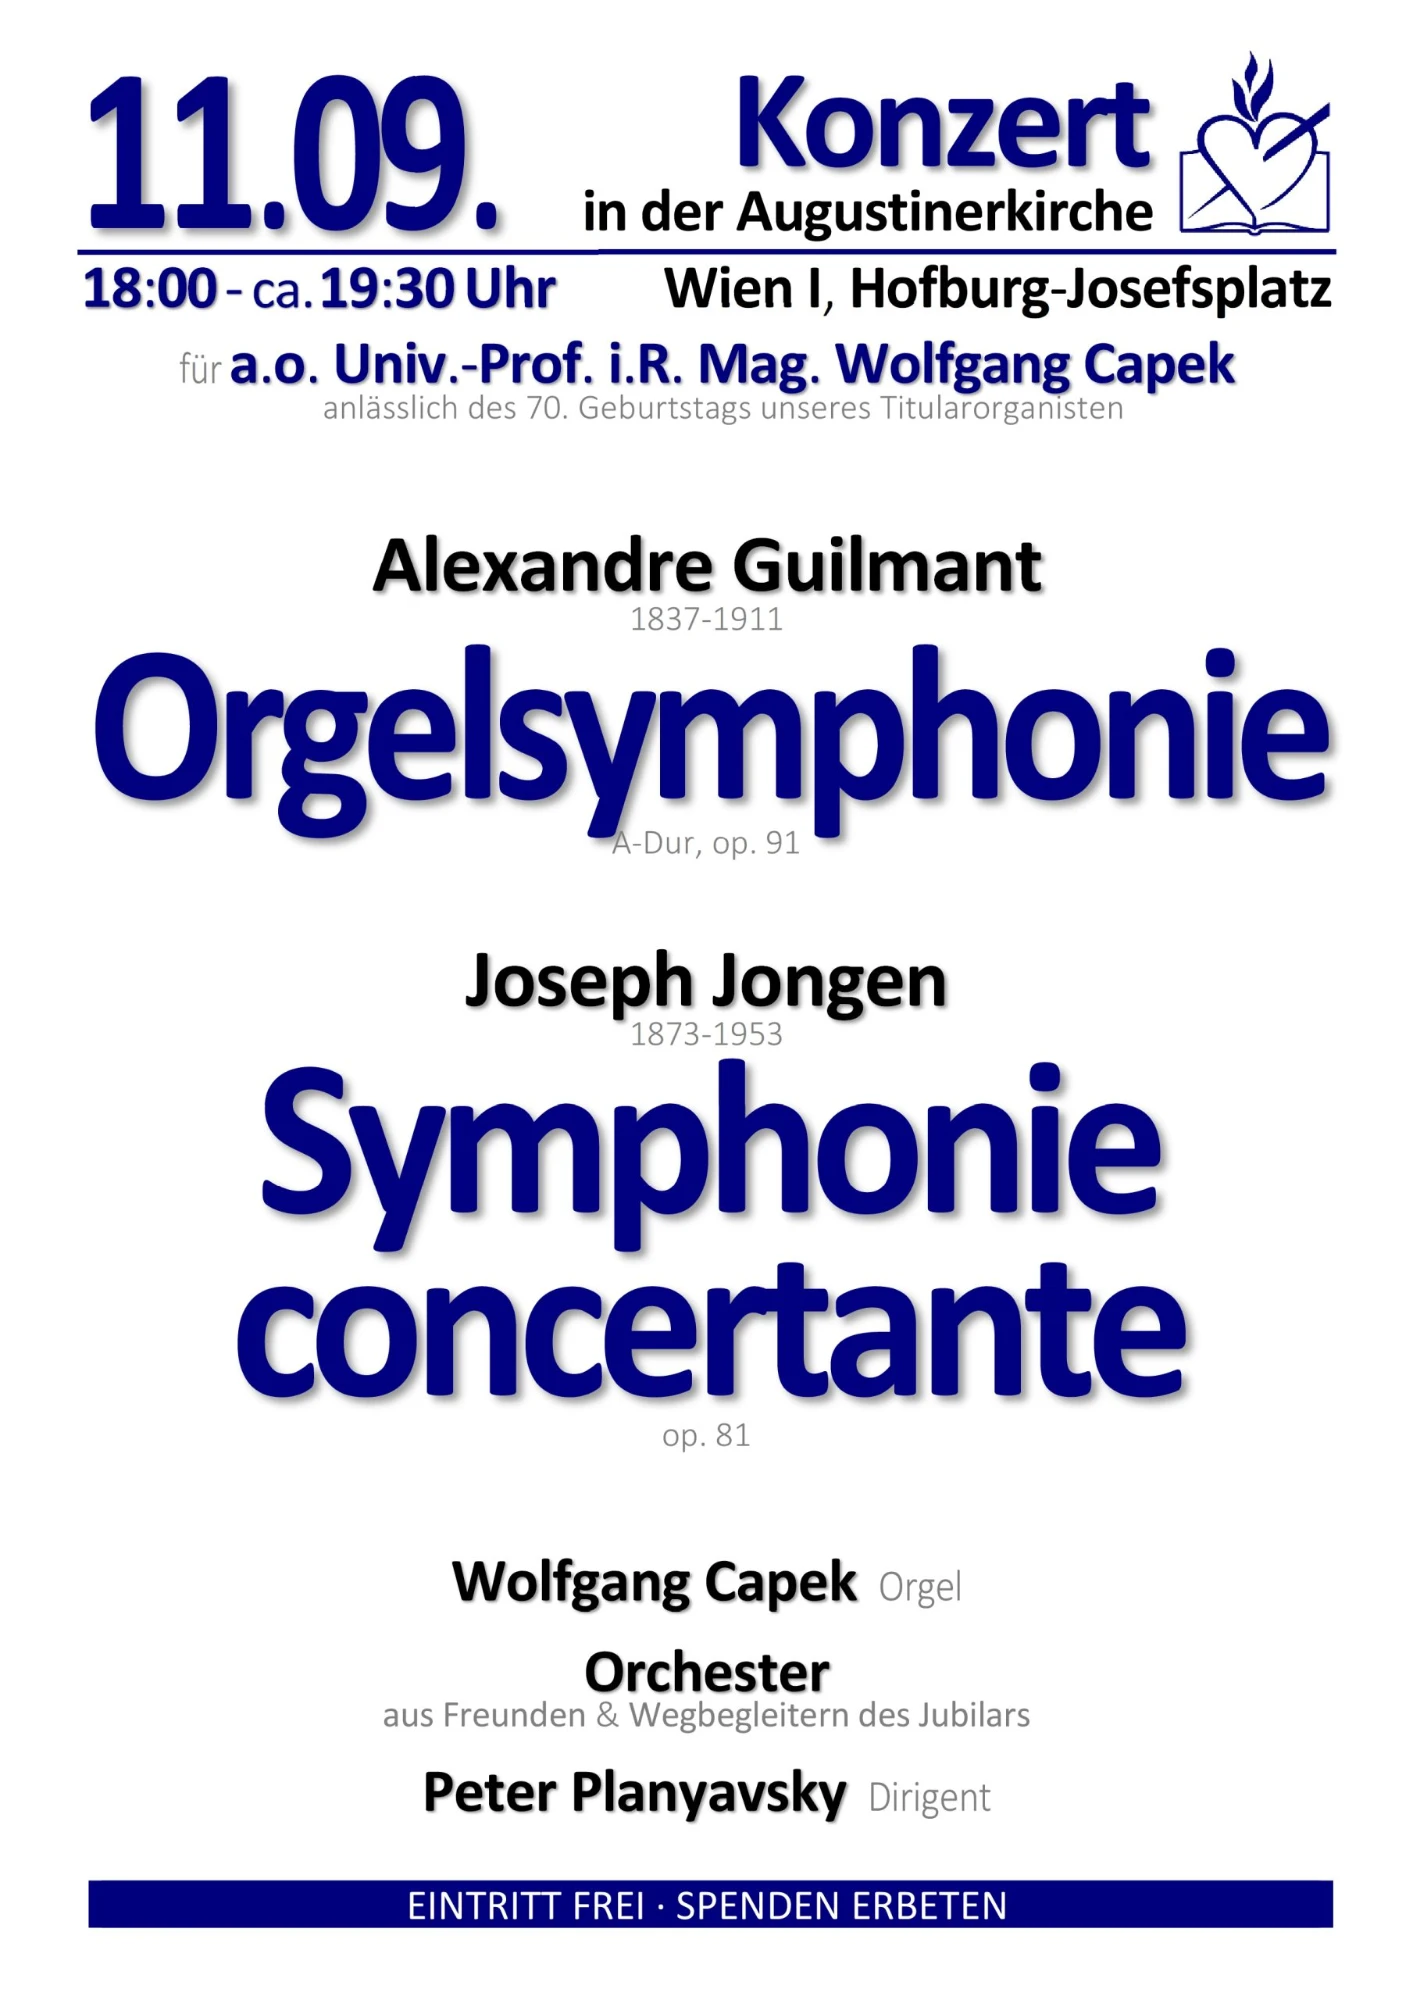 11.09.
Konzert
in der Augustinerkirche
18:00 - ca. 19:30 Uhr
Wien I, Hofburg-Josefsplatz
für a.o. Univ.-Prof. i.R. Mag. Wolfgang Capek
anlässlich des 70. Geburtstags unseres Titularorganisten
Alexandre Guilmant
1837-1911
Orgelsymphonie
A-Dur, op. 91
Joseph Jongen
1873-1953
Symphonie
concertante
op. 81
Wolfgang Capek Orgel
Orchester
aus Freunden & Wegbegleitern des Jubilars
Peter Planyavsky Dirigent
EINTRITT FREI · SPENDEN ERBETEN